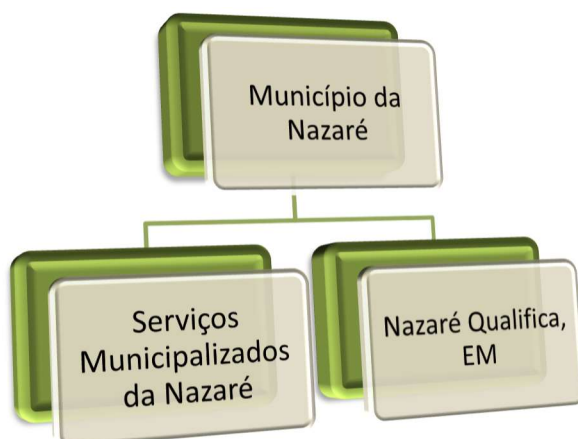 Município da
Nazaré
Serviços
Municipalizados
da Nazaré
Nazaré Qualifica,
EM